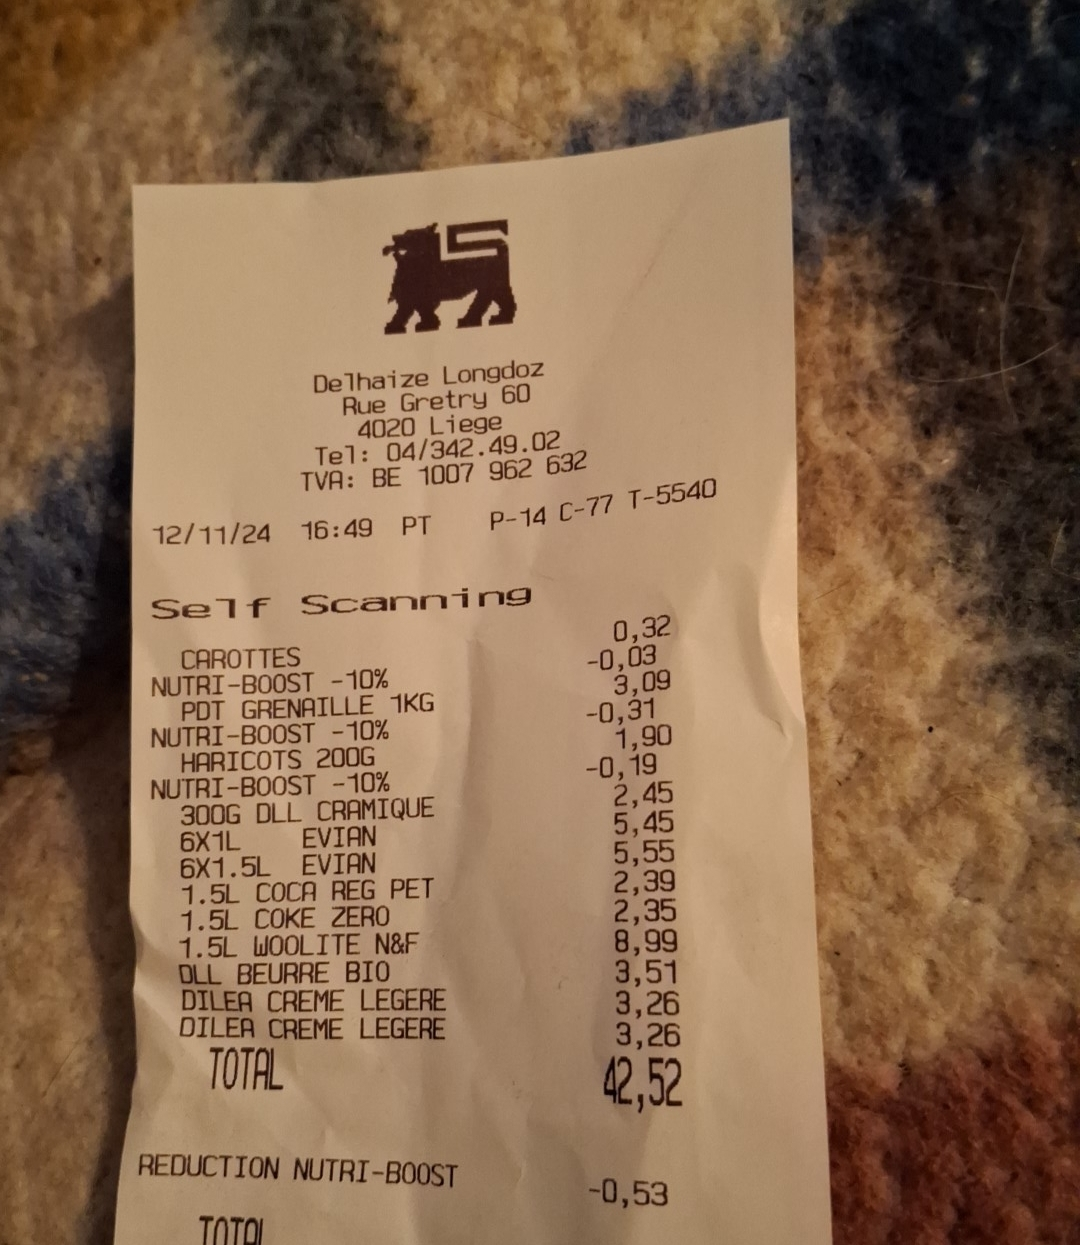 Delhaize Longdoz
Rue Gretry 60
4020 Liege
Tel: 04/342.49.02
TVA: BE 1007 962 632
12/11/24 16:49 PT P-14 C-77 T-5540
Self Scanning
CAROTTES 0,32
NUTRI-BOOST -10% -0,03
PDT GRENAILLE 1KG 3,09
NUTRI-BOOST -10% -0,31
HARICOTS 200G 1,90
NUTRI-BOOST -10% -0,19
300G DLL CRAMIQUE 2,45
6X1L EVIAN 5,45
6X1.5L EVIAN 5,55
1.5L COCA REG PET 2,39
1.5L COKE ZERO 2,35
1.5L WOOLITE N&F 8,99
DLL BEURRE BIO 3,51
DILEA CREME LEGERE 3,26
DILEA CREME LEGERE 3,26
TOTAL 42,52
REDUCTION NUTRI-BOOST -0,53
TOTAL